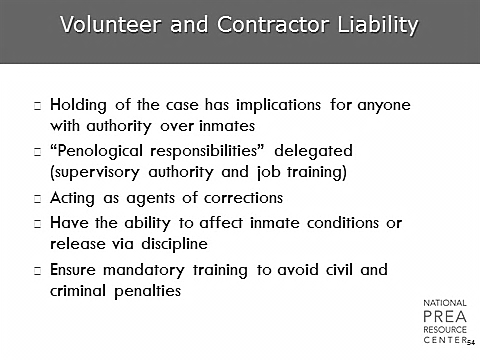 Volunteer and Contractor Liability
Holding of the case has implications for anyone
with authority over inmates
“Penological responsibilities” delegated
(supervisory authority and job training)
Acting as agents of corrections
Have the ability to affect inmate conditions or
release via discipline
Ensure mandatory training to avoid civil and
criminal penalties
NATIONAL
PREA
RESOURCE
CENTER
54